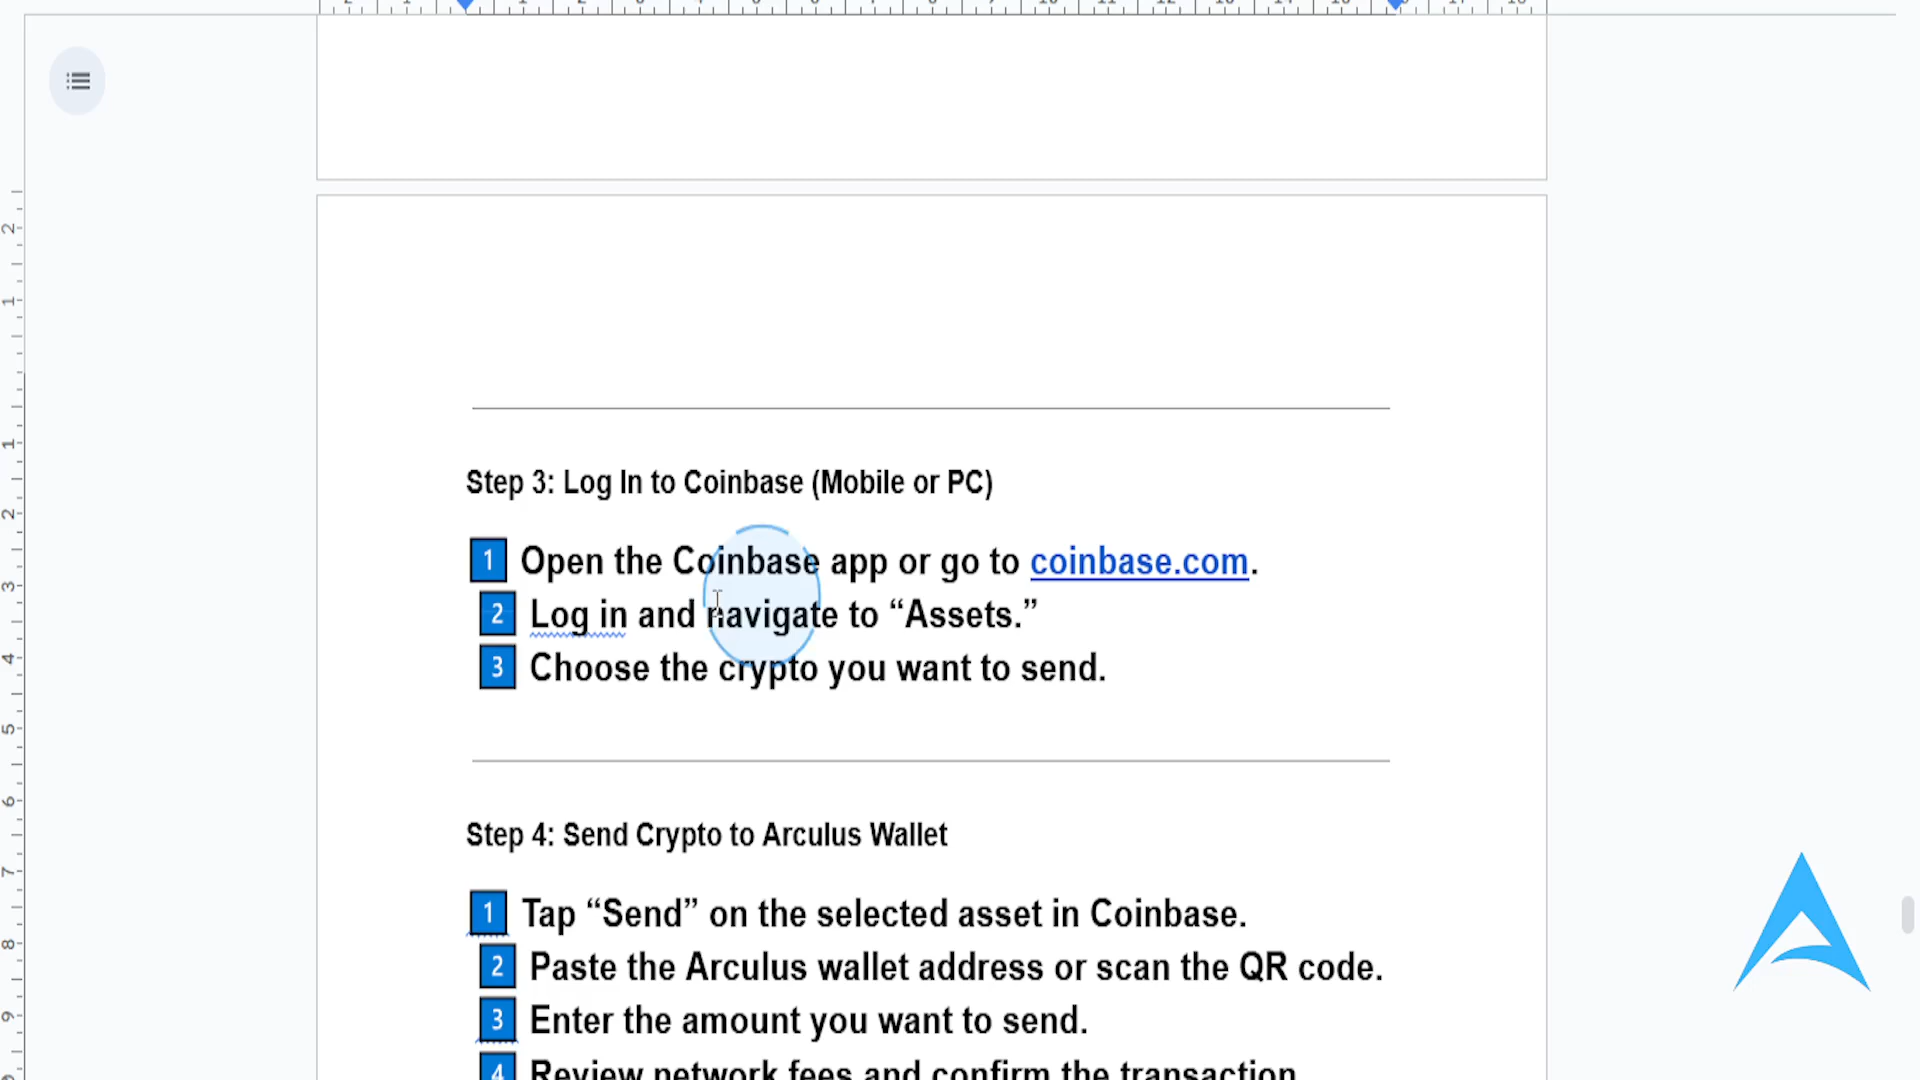 Step 3: Log In to Coinbase (Mobile or PC)
1 Open the Coinbase app or go to coinbase.com.
2 Log in and navigate to “Assets.”
3 Choose the crypto you want to send.
Step 4: Send Crypto to Arculus Wallet
1 Tap “Send” on the selected asset in Coinbase.
2 Paste the Arculus wallet address or scan the QR code.
3 Enter the amount you want to send.
4 Review network fees and confirm the transaction